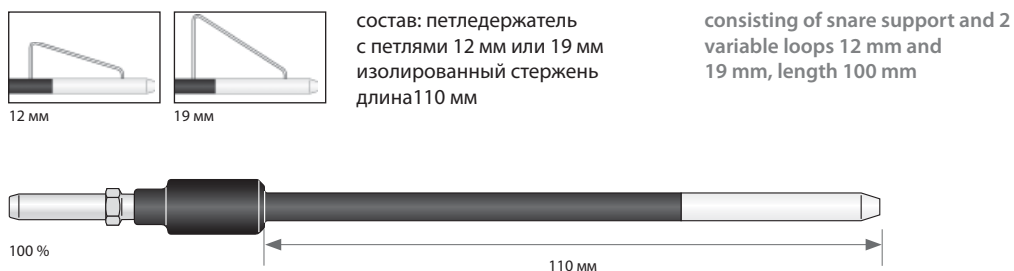 12 мм
19 мм
состав: петледержатель
с петлями 12 мм или 19 мм
изолированный стержень
длина110 мм
consisting of snare support and 2
variable loops 12 mm and
19 mm, length 100 mm
100 %
110 мм